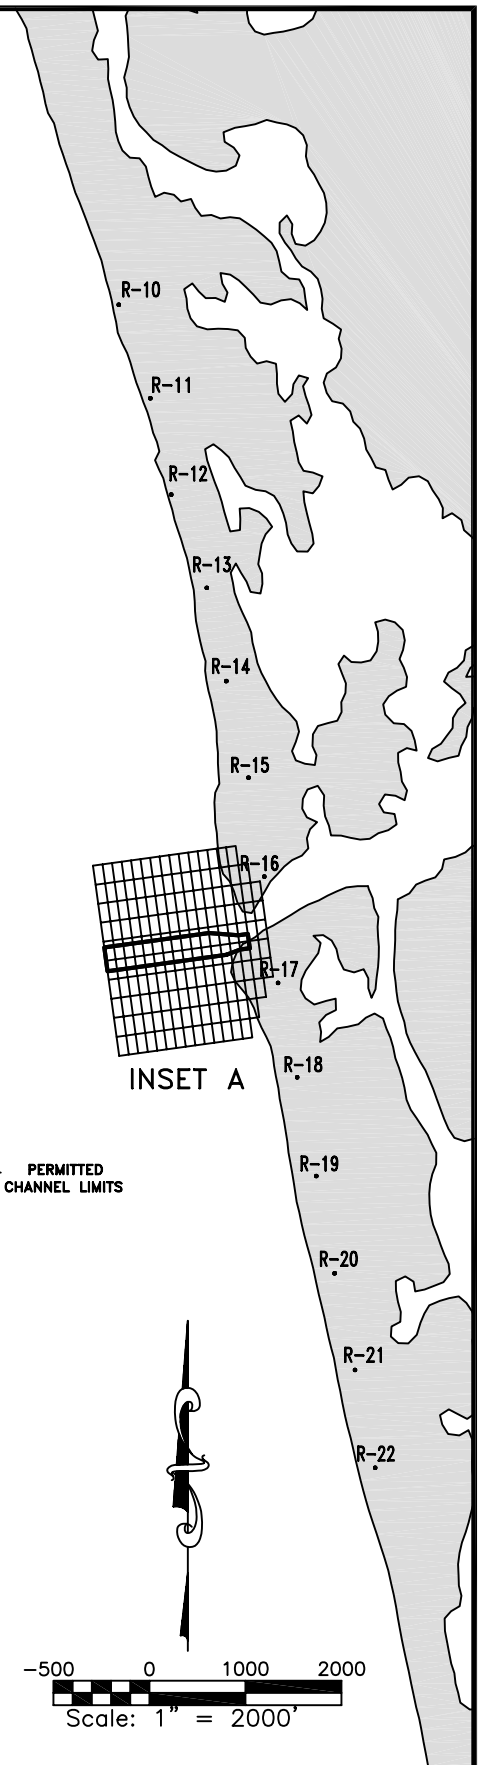 R-10
R-11
R-12
R-13
R-14
R-15
R-16
R-17
R-18
INSET A
PERMITTED
CHANNEL LIMITS
R-19
R-20
R-21
R-22
-500 0 1000 2000
Scale: 1" = 2000'